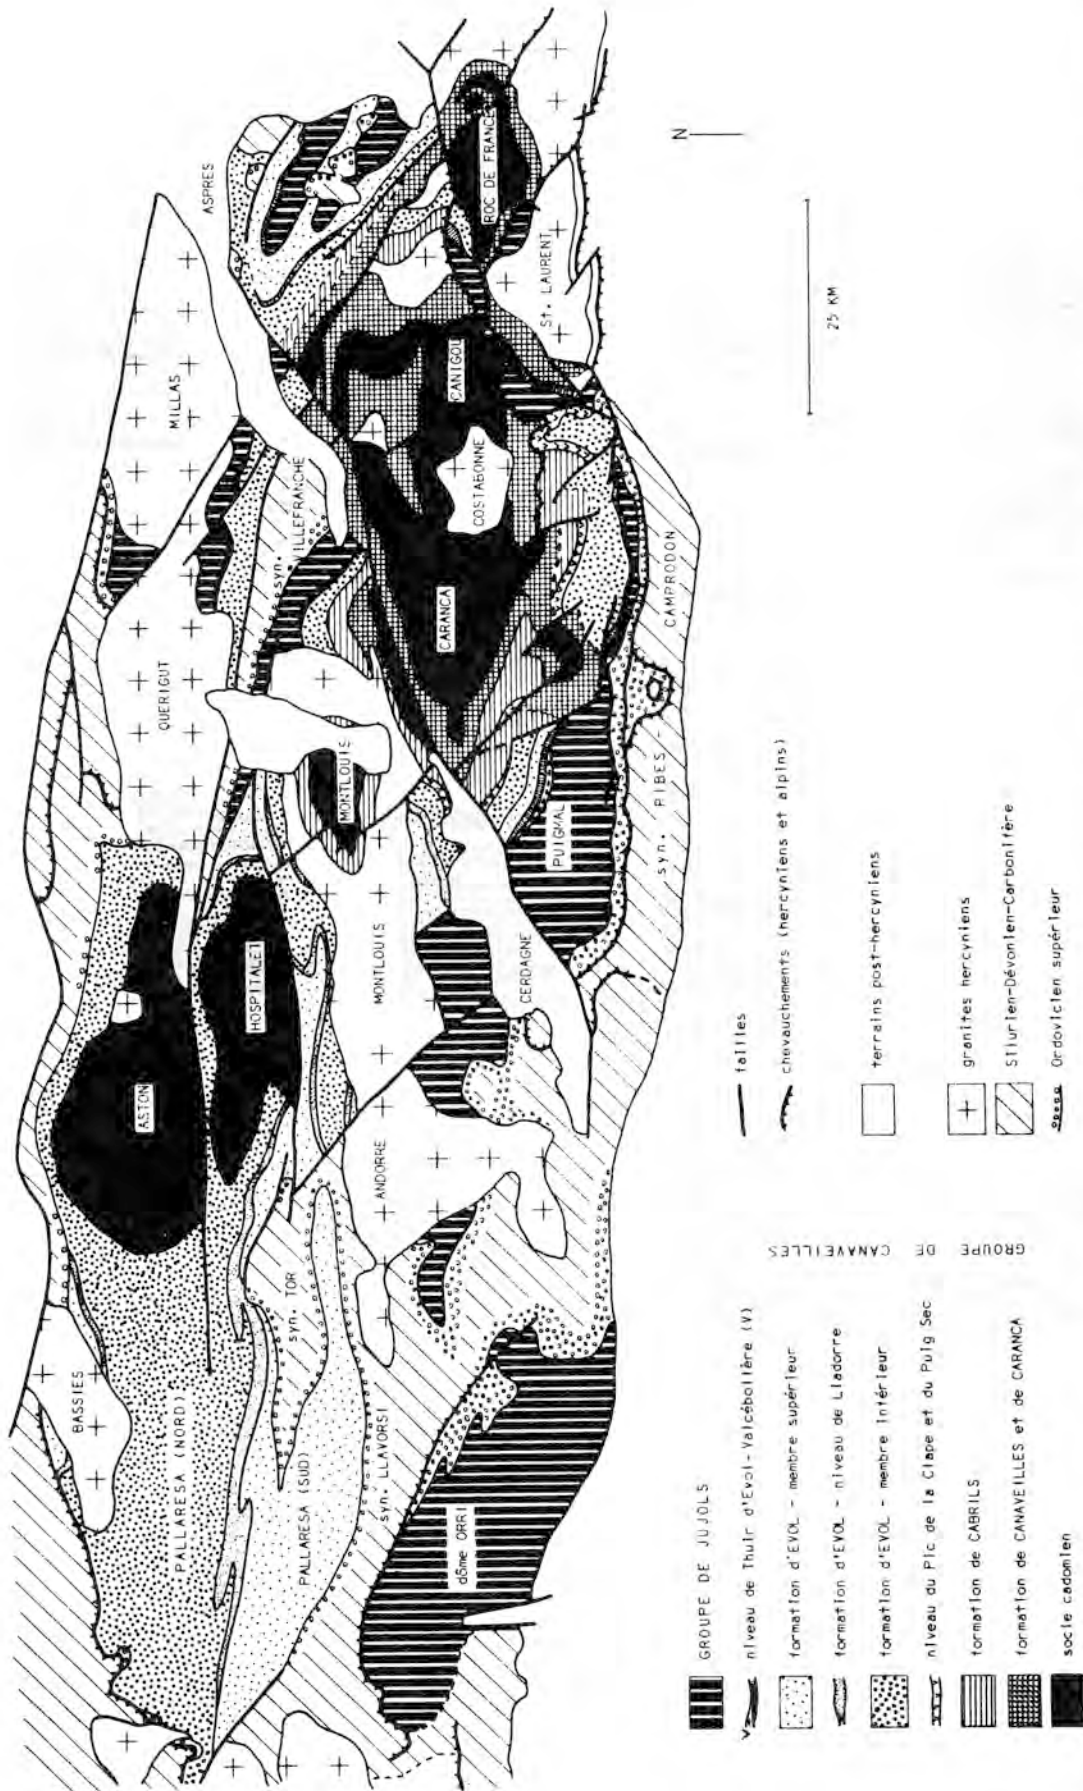 ASPRES
MILLAS
ROC DE FRANCE
St. LAURENT
CANIGOU
COSTABONNE
syn. VILLEFRANCHE
CARANCA
QUERIGUT
MONTLOUIS
CAMPRODON
syn. RIBES -
PUIGMAL
CERDAGNE
MONTLOUIS
HOSPITALET
ASTON
ANDORRE
syn. TOR
BASSIES
PALLARESA (NORD)
PALLARESA (SUD)
syn. LLAVORSI
dôme ORRI
N
25 KM
GROUPE DE JUJOLS
niveau de Thuir d'Evol-Valcébollère (V)
V
formation d'EVOL - membre supérieur
formation d'EVOL - niveau de Lladorre
formation d'EVOL - membre inférieur
niveau du Pic de la Clape et du Puig Sec
formation de CABRILS
formation de CANAVEILLES et de CARANCA
socle cadomien
GROUPE DE CANAVEILLES
failles
chevauchements (hercyniens et alpins)
terrains post-hercyniens
granites hercyniens
Silurien-Dévonien-Carbonifère
Ordovicien supérieur